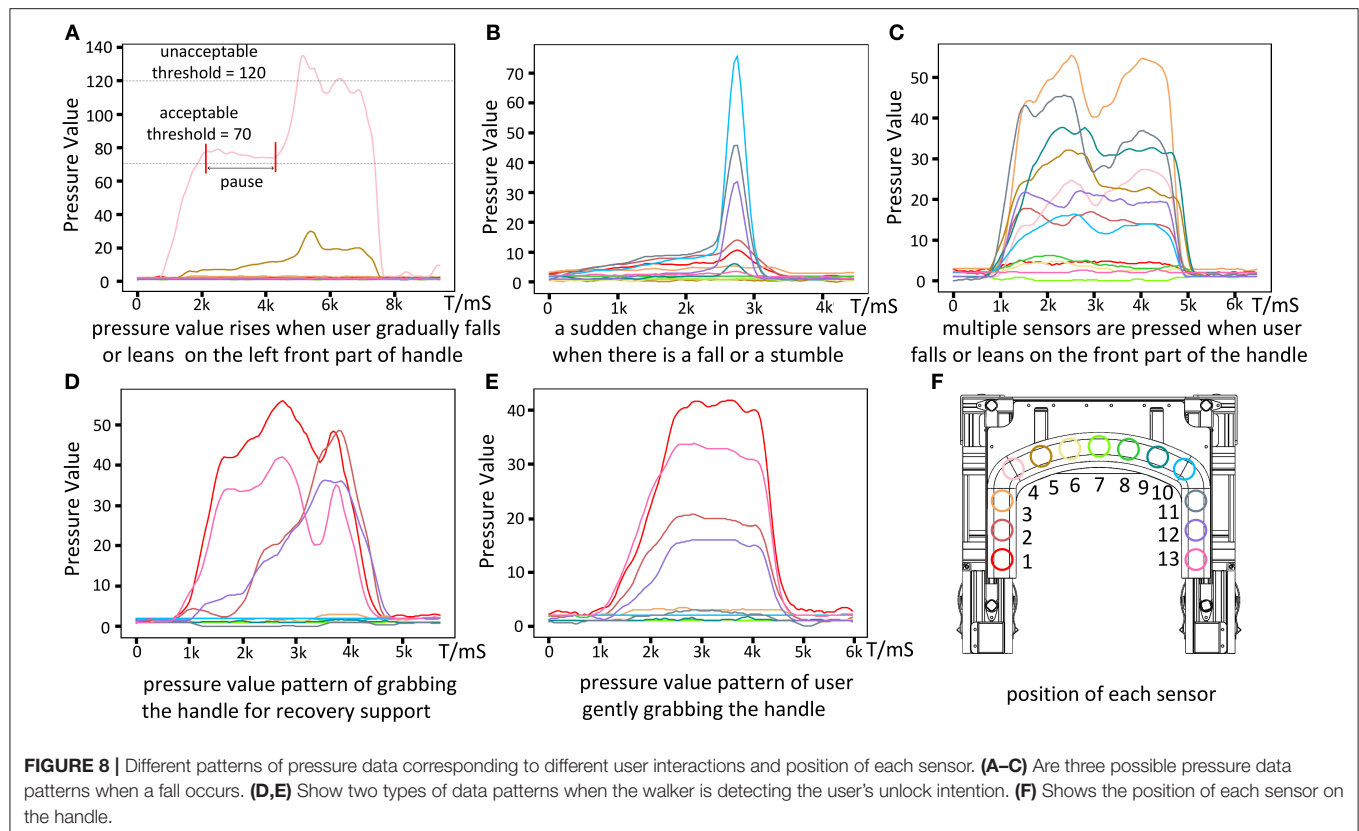 A
Pressure Value
140
120
100
80
60
40
20
0
unacceptable
threshold = 120
acceptable
threshold = 70
pause
0 2k 4k 6k 8k T/mS
pressure value rises when user gradually falls
or leans on the left front part of handle
B
Pressure Value
70
60
50
40
30
20
10
0
0 1k 2k 3k 4k T/mS
a sudden change in pressure value
when there is a fall or a stumble
C
Pressure Value
50
40
30
20
10
0
0 1k 2k 3k 4k 5k 6k T/mS
multiple sensors are pressed when user
falls or leans on the front part of the handle
D
Pressure Value
50
40
30
20
10
0
0 1k 2k 3k 4k 5k T/mS
pressure value pattern of grabbing
the handle for recovery support
E
Pressure Value
40
30
20
10
0
0 1k 2k 3k 4k 5k 6k T/mS
pressure value pattern of user
gently grabbing the handle
F
4 5 6 7 8 9 10
3 11
2 12
1 13
position of each sensor
FIGURE 8 | Different patterns of pressure data corresponding to different user interactions and position of each sensor. (A–C) Are three possible pressure data
patterns when a fall occurs. (D,E) Show two types of data patterns when the walker is detecting the user's unlock intention. (F) Shows the position of each sensor on
the handle.